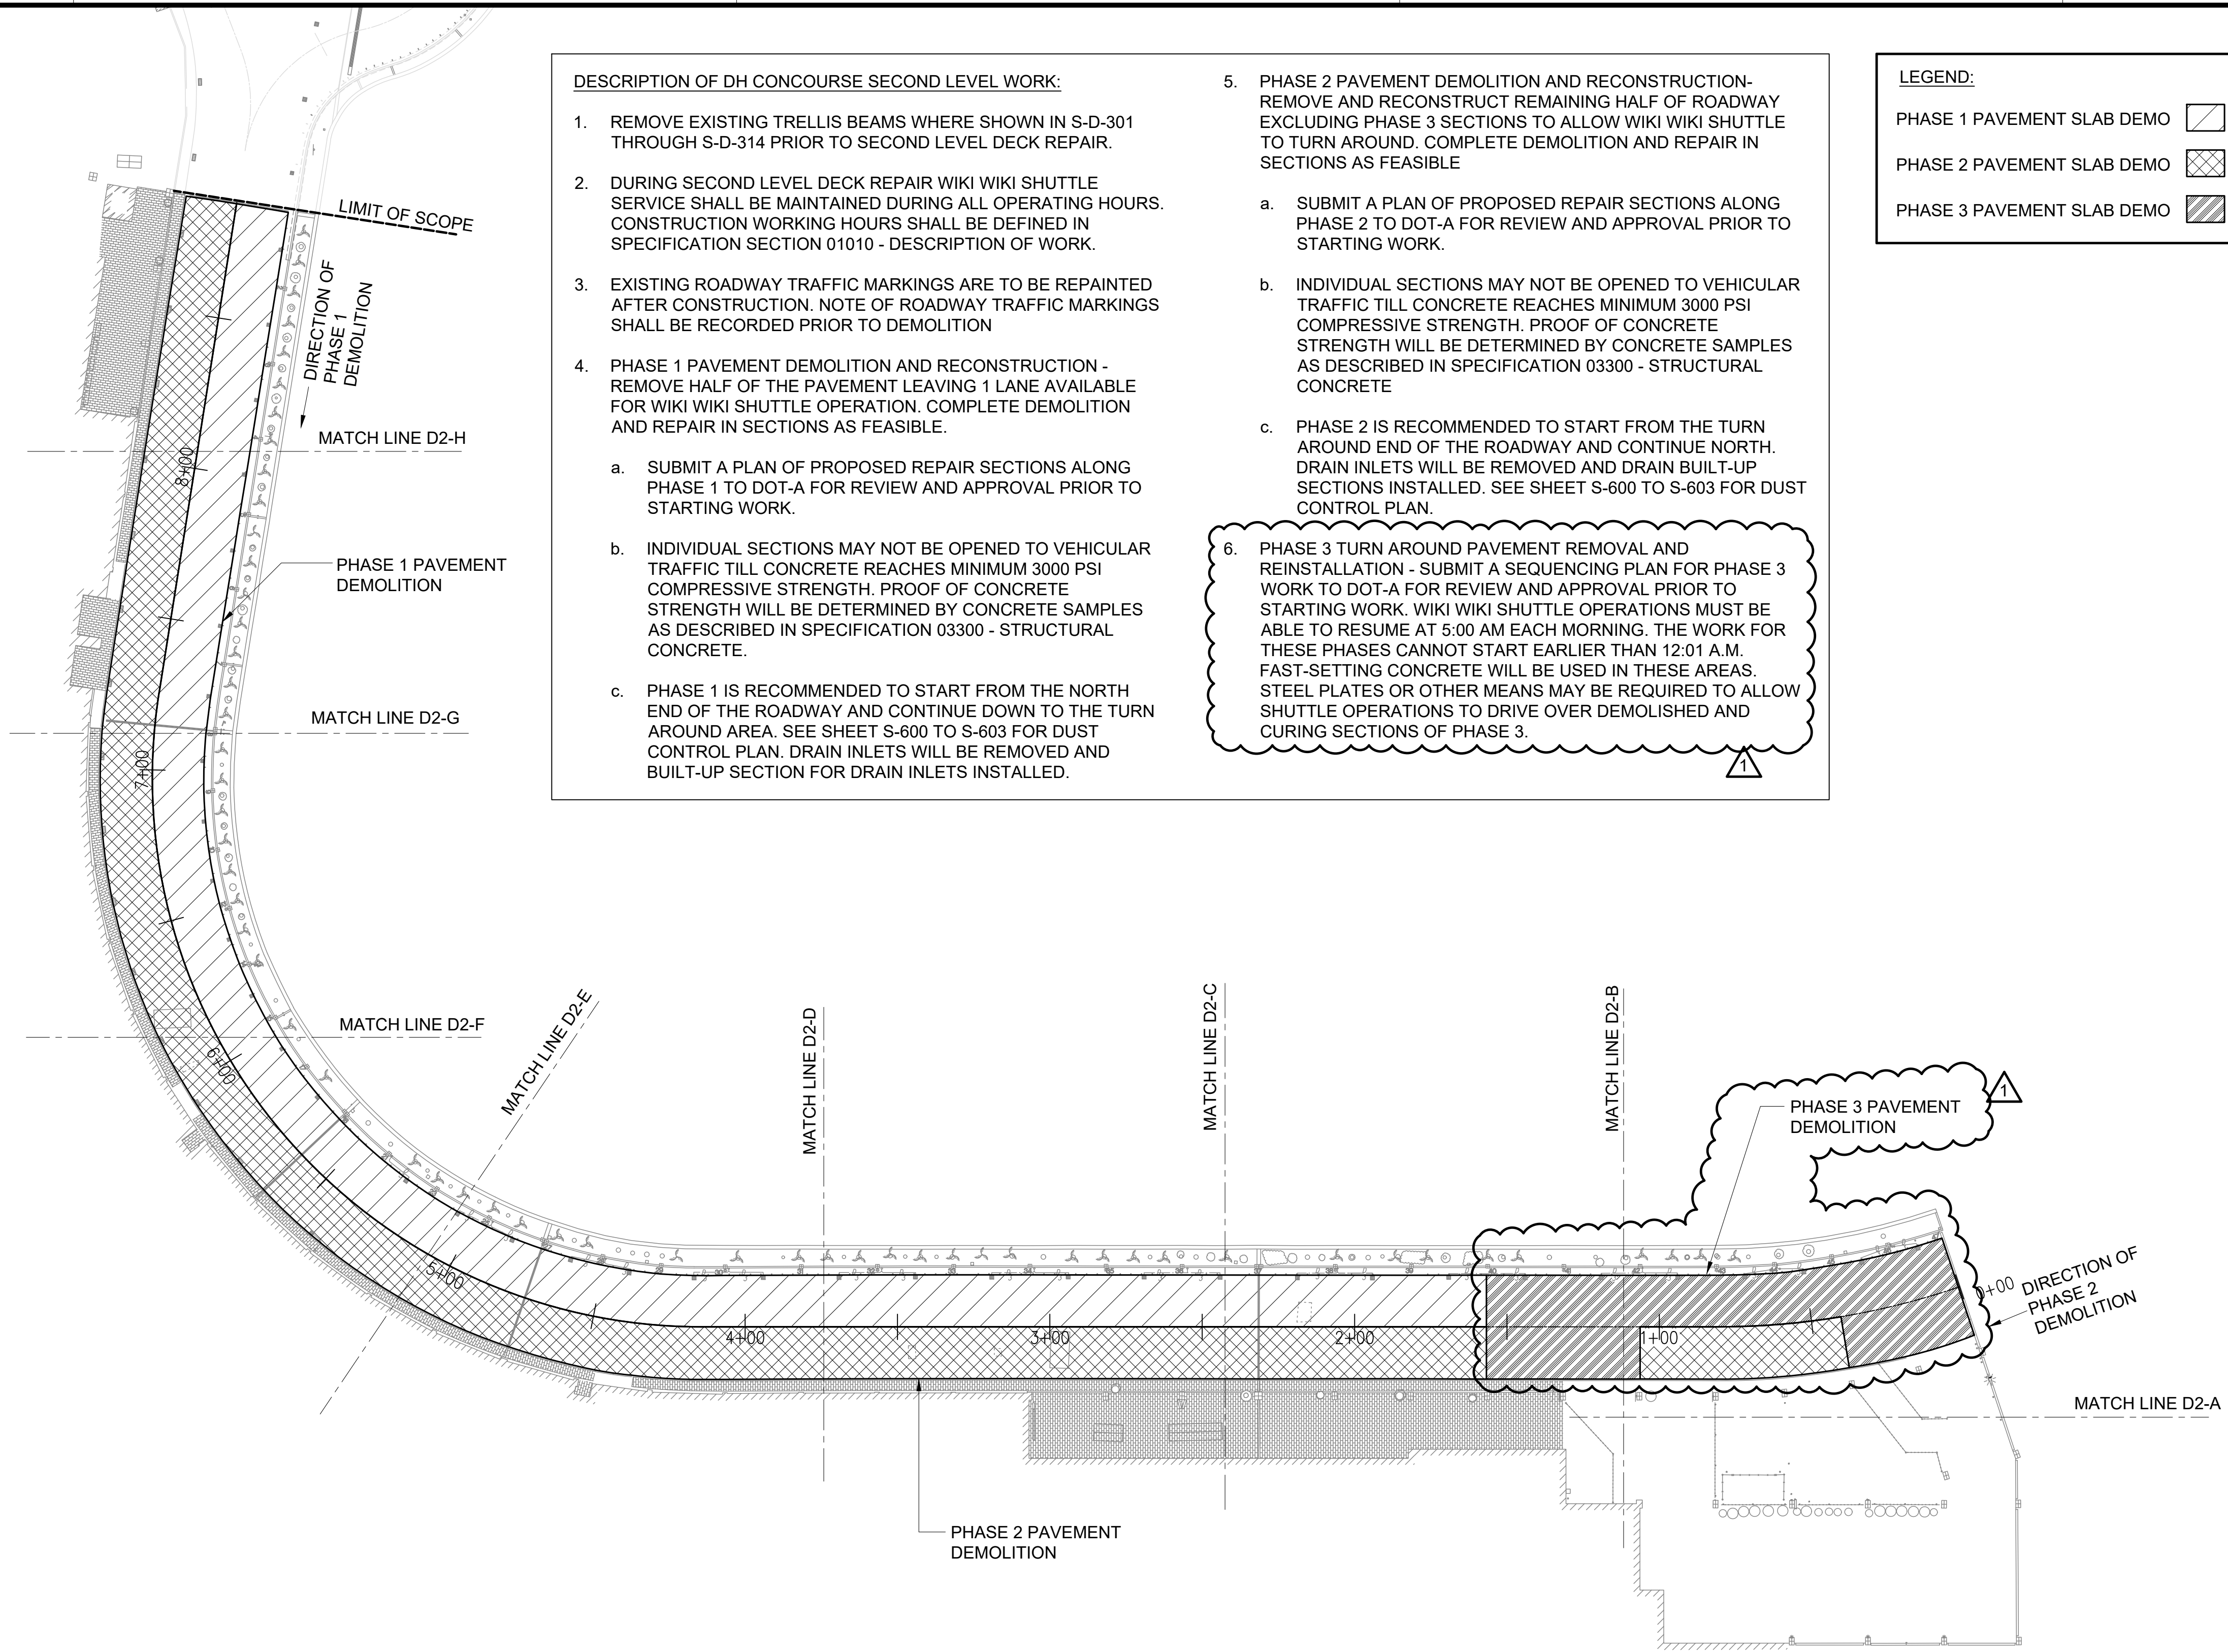 DESCRIPTION OF DH CONCOURSE SECOND LEVEL WORK:
1. REMOVE EXISTING TRELLIS BEAMS WHERE SHOWN IN S-D-301
THROUGH S-D-314 PRIOR TO SECOND LEVEL DECK REPAIR.
2. DURING SECOND LEVEL DECK REPAIR WIKI WIKI SHUTTLE
SERVICE SHALL BE MAINTAINED DURING ALL OPERATING HOURS.
CONSTRUCTION WORKING HOURS SHALL BE DEFINED IN
SPECIFICATION SECTION 01010 - DESCRIPTION OF WORK.
3. EXISTING ROADWAY TRAFFIC MARKINGS ARE TO BE REPAINTED
AFTER CONSTRUCTION. NOTE OF ROADWAY TRAFFIC MARKINGS
SHALL BE RECORDED PRIOR TO DEMOLITION
4. PHASE 1 PAVEMENT DEMOLITION AND RECONSTRUCTION -
REMOVE HALF OF THE PAVEMENT LEAVING 1 LANE AVAILABLE
FOR WIKI WIKI SHUTTLE OPERATION. COMPLETE DEMOLITION
AND REPAIR IN SECTIONS AS FEASIBLE.
a. SUBMIT A PLAN OF PROPOSED REPAIR SECTIONS ALONG
PHASE 1 TO DOT-A FOR REVIEW AND APPROVAL PRIOR TO
STARTING WORK.
b. INDIVIDUAL SECTIONS MAY NOT BE OPENED TO VEHICULAR
TRAFFIC TILL CONCRETE REACHES MINIMUM 3000 PSI
COMPRESSIVE STRENGTH. PROOF OF CONCRETE
STRENGTH WILL BE DETERMINED BY CONCRETE SAMPLES
AS DESCRIBED IN SPECIFICATION 03300 - STRUCTURAL
CONCRETE.
c. PHASE 1 IS RECOMMENDED TO START FROM THE NORTH
END OF THE ROADWAY AND CONTINUE DOWN TO THE TURN
AROUND AREA. SEE SHEET S-600 TO S-603 FOR DUST
CONTROL PLAN. DRAIN INLETS WILL BE REMOVED AND
BUILT-UP SECTION FOR DRAIN INLETS INSTALLED.
5. PHASE 2 PAVEMENT DEMOLITION AND RECONSTRUCTION-
REMOVE AND RECONSTRUCT REMAINING HALF OF ROADWAY
EXCLUDING PHASE 3 SECTIONS TO ALLOW WIKI WIKI SHUTTLE
TO TURN AROUND. COMPLETE DEMOLITION AND REPAIR IN
SECTIONS AS FEASIBLE
a. SUBMIT A PLAN OF PROPOSED REPAIR SECTIONS ALONG
PHASE 2 TO DOT-A FOR REVIEW AND APPROVAL PRIOR TO
STARTING WORK.
b. INDIVIDUAL SECTIONS MAY NOT BE OPENED TO VEHICULAR
TRAFFIC TILL CONCRETE REACHES MINIMUM 3000 PSI
COMPRESSIVE STRENGTH. PROOF OF CONCRETE
STRENGTH WILL BE DETERMINED BY CONCRETE SAMPLES
AS DESCRIBED IN SPECIFICATION 03300 - STRUCTURAL
CONCRETE
c. PHASE 2 IS RECOMMENDED TO START FROM THE TURN
AROUND END OF THE ROADWAY AND CONTINUE NORTH.
DRAIN INLETS WILL BE REMOVED AND DRAIN BUILT-UP
SECTIONS INSTALLED. SEE SHEET S-600 TO S-603 FOR DUST
CONTROL PLAN.
6. PHASE 3 TURN AROUND PAVEMENT REMOVAL AND
REINSTALLATION - SUBMIT A SEQUENCING PLAN FOR PHASE 3
WORK TO DOT-A FOR REVIEW AND APPROVAL PRIOR TO
STARTING WORK. WIKI WIKI SHUTTLE OPERATIONS MUST BE
ABLE TO RESUME AT 5:00 AM EACH MORNING. THE WORK FOR
THESE PHASES CANNOT START EARLIER THAN 12:01 A.M.
FAST-SETTING CONCRETE WILL BE USED IN THESE AREAS.
STEEL PLATES OR OTHER MEANS MAY BE REQUIRED TO ALLOW
SHUTTLE OPERATIONS TO DRIVE OVER DEMOLISHED AND
CURING SECTIONS OF PHASE 3.
1
LEGEND:
PHASE 1 PAVEMENT SLAB DEMO
PHASE 2 PAVEMENT SLAB DEMO
PHASE 3 PAVEMENT SLAB DEMO
LIMIT OF SCOPE
DIRECTION OF
PHASE 1
DEMOLITION
MATCH LINE D2-H
8+00
PHASE 1 PAVEMENT
DEMOLITION
MATCH LINE D2-G
7+00
MATCH LINE D2-F
6+00
MATCH LINE D2-E
5+00
MATCH LINE D2-D
4+00
3+00
MATCH LINE D2-C
2+00
MATCH LINE D2-B
1+00
PHASE 3 PAVEMENT
DEMOLITION
1
0+00
DIRECTION OF
PHASE 2
DEMOLITION
MATCH LINE D2-A
PHASE 2 PAVEMENT
DEMOLITION